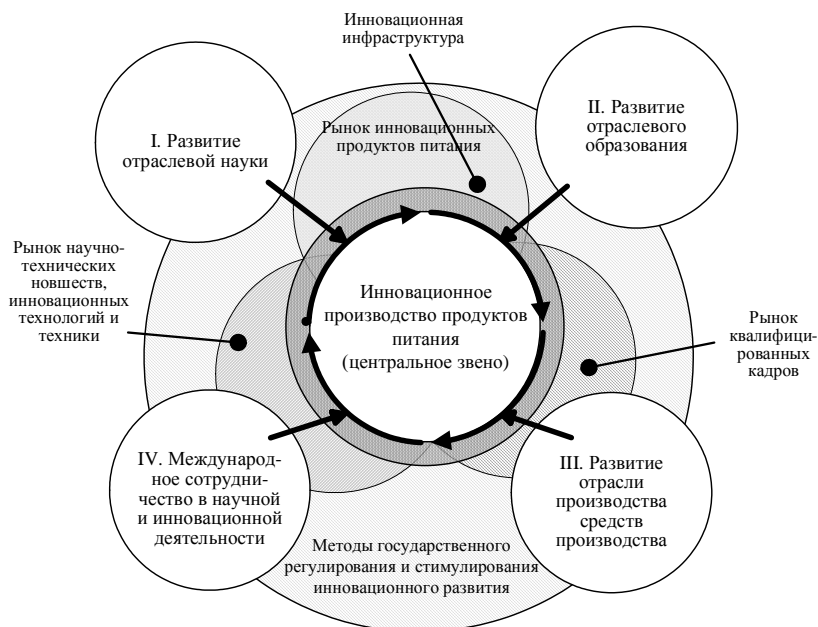 Инновационная
инфраструктура
I. Развитие
отраслевой науки
Рынок инновационных
продуктов питания
II. Развитие
отраслевого
образования
Рынок научно-
технических
новшеств,
инновационных
технологий и
техники
Инновационное
производство продуктов
питания
(центральное звено)
Рынок
квалифици-
рованных
кадров
IV. Международ-
ное сотрудни-
чество в научной
и инновационной
деятельности
III. Развитие
отрасли
производства
средств
производства
Методы государственного
регулирования и стимулирования
инновационного развития